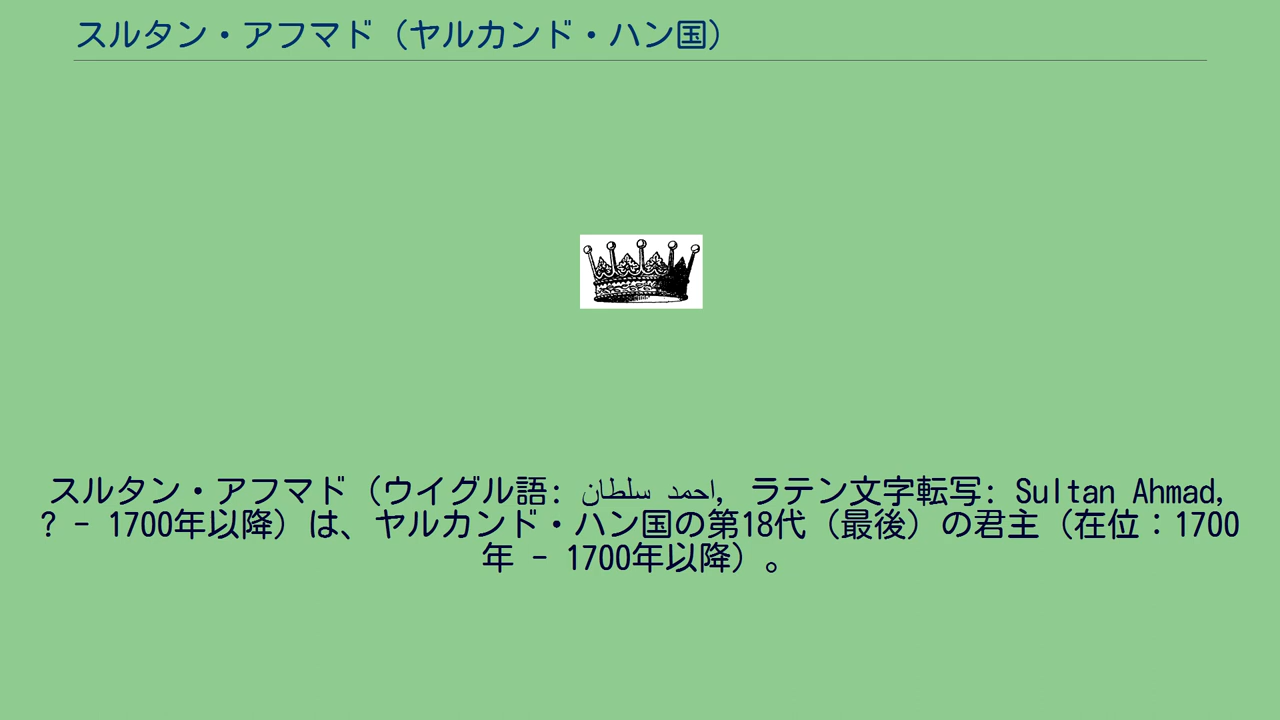 スルタン・アフマド（ヤルカンド・ハン国）
スルタン・アフマド（ウイグル語: احمد سلطان, ラテン文字転写: Sultan Ahmad,
? - 1700年以降）は、ヤルカンド・ハン国の第18代（最後）の君主（在位：1700
年 - 1700年以降）。